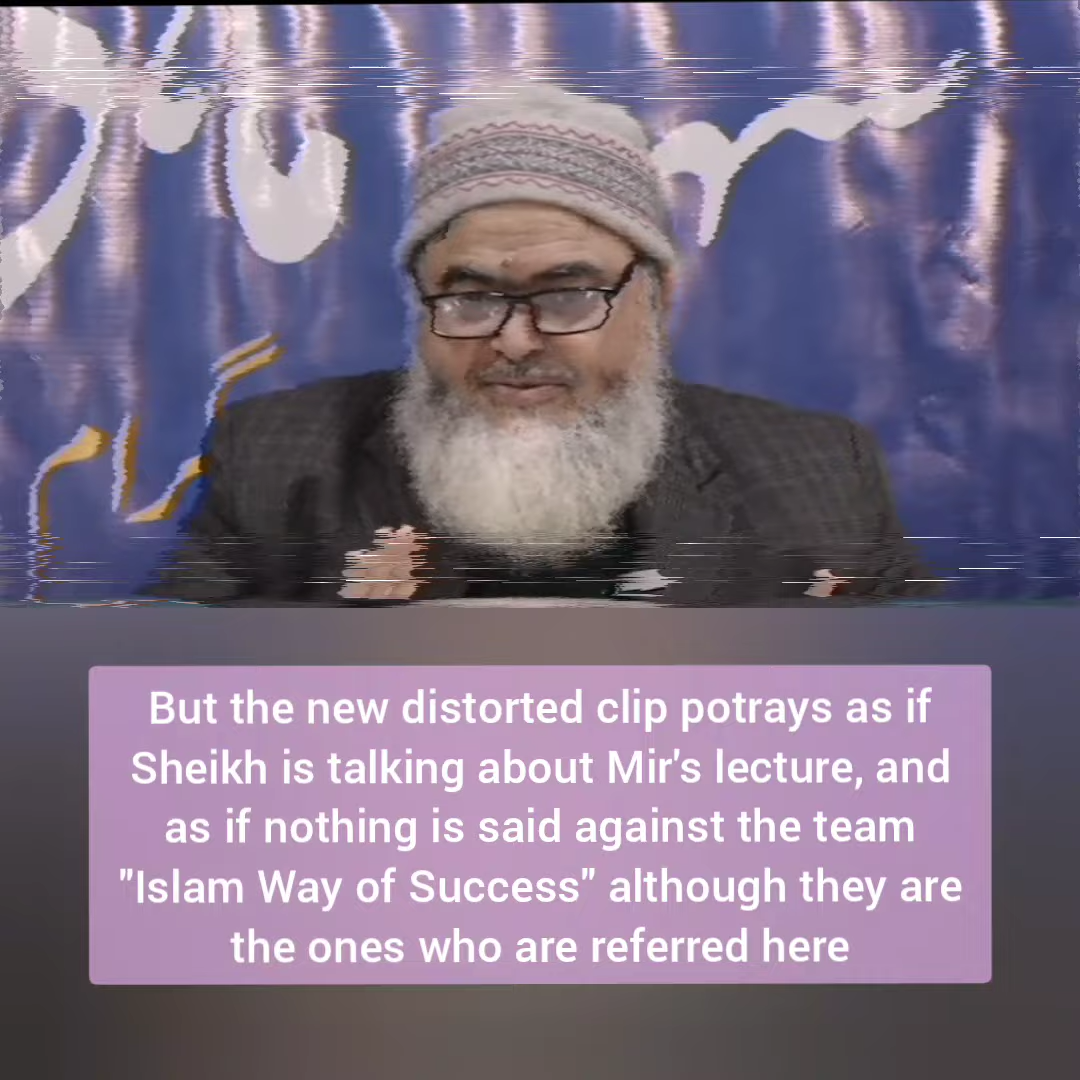 But the new distorted clip potrays as if
Sheikh is talking about Mir's lecture, and
as if nothing is said against the team
"Islam Way of Success" although they are
the ones who are referred here